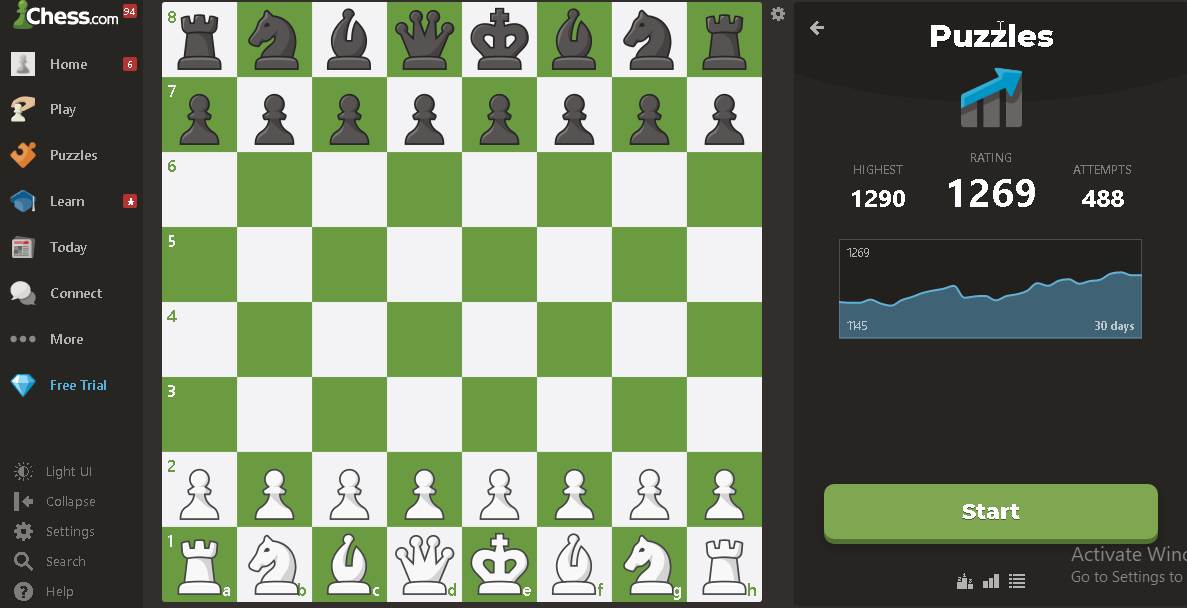 Chess.com
94
Home
6
Play
Puzzles
Learn
Today
Connect
More
Free Trial
Light UI
Collapse
Settings
Search
Help
8
7
6
5
4
3
2
1
a b c d e f g h
Puzzles
HIGHEST
1290
RATING
1269
ATTEMPTS
488
1269
1145
30 days
Start
Activate Winc
Go to Settings to